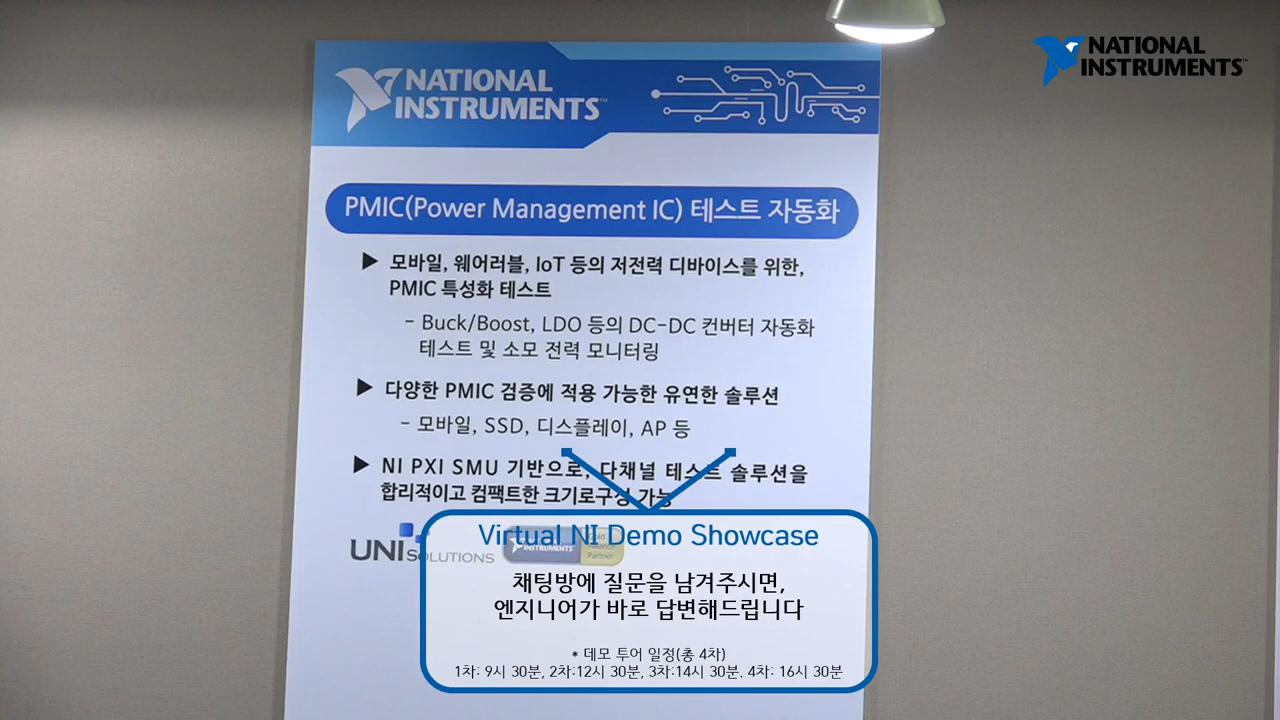 NATIONAL
INSTRUMENTS™
NATIONAL
INSTRUMENTS™
PMIC(Power Management IC) 테스트 자동화
▶ 모바일, 웨어러블, IoT 등의 저전력 디바이스를 위한,
PMIC 특성화 테스트
- Buck/Boost, LDO 등의 DC-DC 컨버터 자동화
테스트 및 소모 전력 모니터링
▶ 다양한 PMIC 검증에 적용 가능한 유연한 솔루션
- 모바일, SSD, 디스플레이, AP 등
▶ NI PXI SMU 기반으로, 다채널 테스트 솔루션을
합리적이고 컴팩트한 크기로구성 가능
UNI SOLUTIONS
INSTRUMENTS
Gold
Alliance
Partner
Virtual NI Demo Showcase
채팅방에 질문을 남겨주시면,
엔지니어가 바로 답변해드립니다
* 데모 투어 일정(총 4차)
1차: 9시 30분, 2차:12시 30분, 3차:14시 30분. 4차: 16시 30분